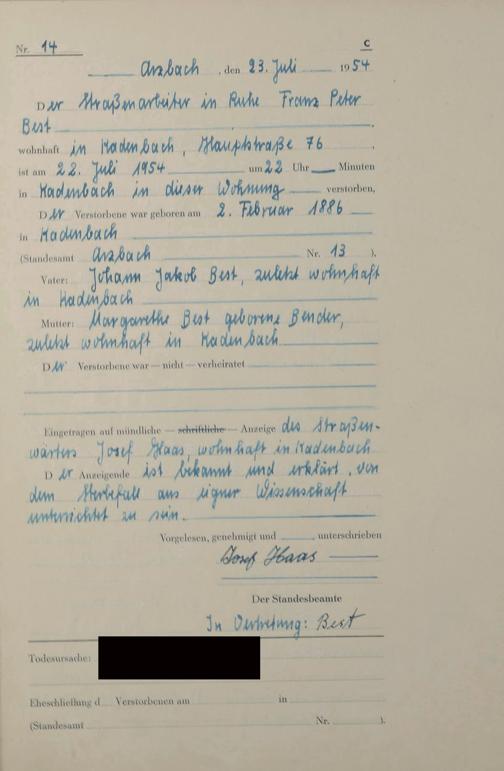 Nr. 14 C
Arzbach, den 23. Juli 1954
Der Straßenarbeiter in Ruhe Franz Peter
Best
wohnhaft in Kadenbach, Hauptstraße 76
ist am 22. Juli 1954 um 22 Uhr Minuten
in Kadenbach in dieser Wohnung verstorben,
Der Verstorbene war geboren am 2. Februar 1886
in Kadenbach
(Standesamt Arzbach Nr. 13 ).
Vater: Johann Jakob Best, zuletzt wohnhaft
in Kadenbach
Mutter: Margarethe Best geborene Bender,
zuletzt wohnhaft in Kadenbach
Der Verstorbene war — nicht — verheiratet
Eingetragen auf mündliche — schriftliche — Anzeige des Straßen-
wärters Josef Haas, wohnhaft in Kadenbach
Der Anzeigende ist bekannt und erklärt, von
dem Sterbefall aus eigner Wissenschaft
unterrichtet zu sein.
Vorgelesen, genehmigt und unterschrieben
Josef Haas
Der Standesbeamte
In Vertretung: Best
Todesursache:
Eheschließung d Verstorbenen am in
(Standesamt Nr. ).